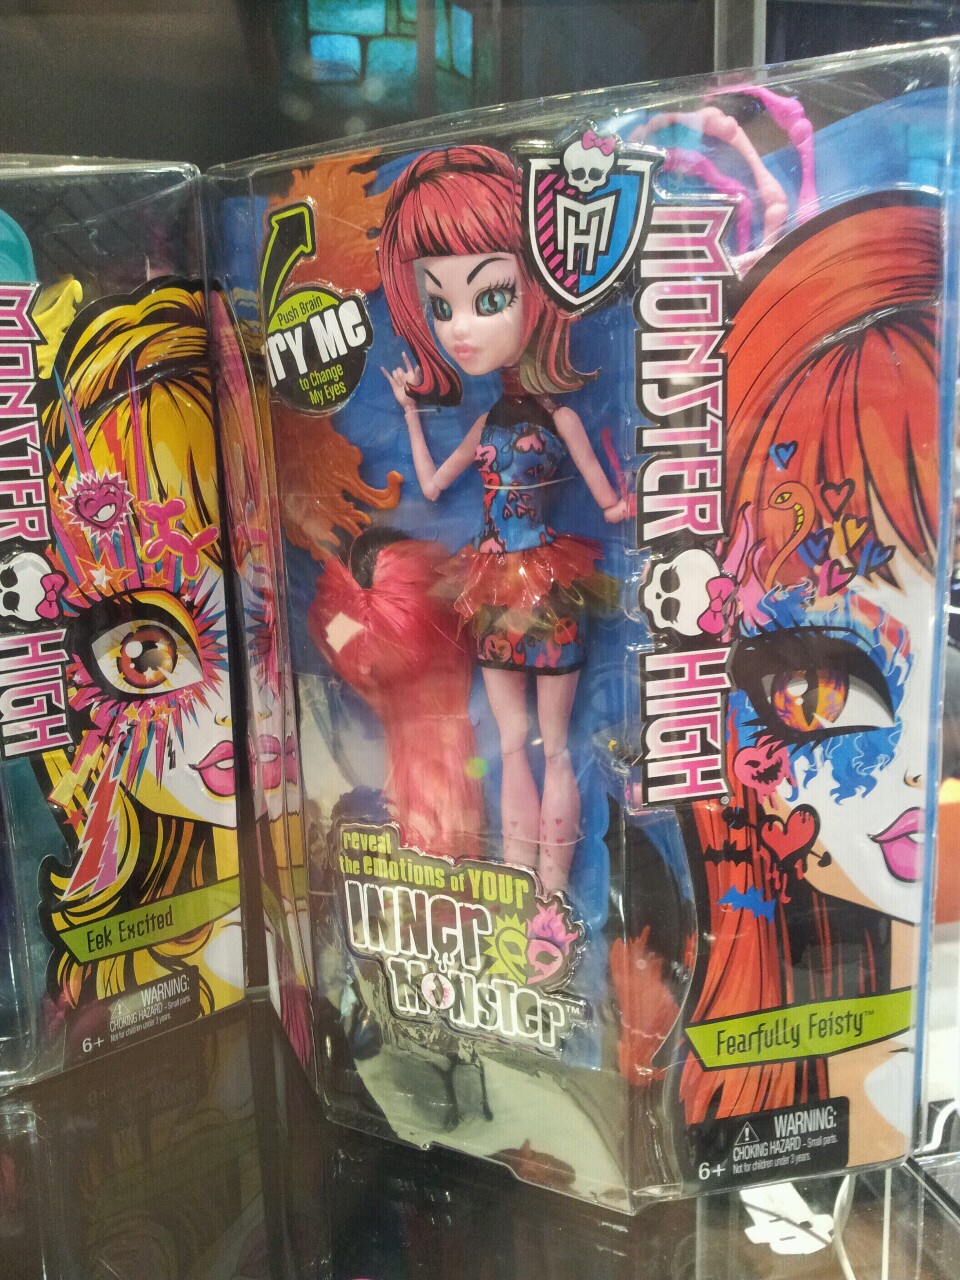 MONSTER HIGH
Eek Excited
WARNING:
CHOKING HAZARD - Small parts.
Not for children under 3 years.
6+
Push Brain
TRY Me
to Change
My Eyes
MH
MONSTER HIGH®
reveal
the emotions of YOUR
INNer
MONSTer™
Fearfully Feisty™
WARNING:
CHOKING HAZARD - Small parts.
Not for children under 3 years.
6+